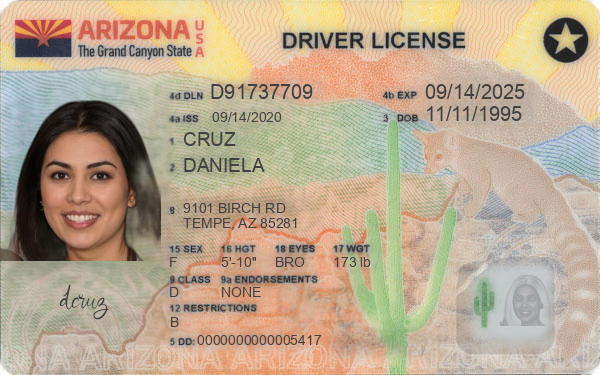 ARIZONA USA
The Grand Canyon State
DRIVER LICENSE
4d DLN D91737709
4b EXP 09/14/2025
4a ISS 09/14/2020
3 DOB 11/11/1995
1 CRUZ
2 DANIELA
8 9101 BIRCH RD
TEMPE, AZ 85281
15 SEX 16 HGT 18 EYES 17 WGT
F 5'-10" BRO 173 lb
9 CLASS 9a ENDORSEMENTS
D NONE
12 RESTRICTIONS
B
5 DD: 0000000000005417
dcruz
ONA ARIZONA ARIZONA ARIZONA ARIZONA ARIZ